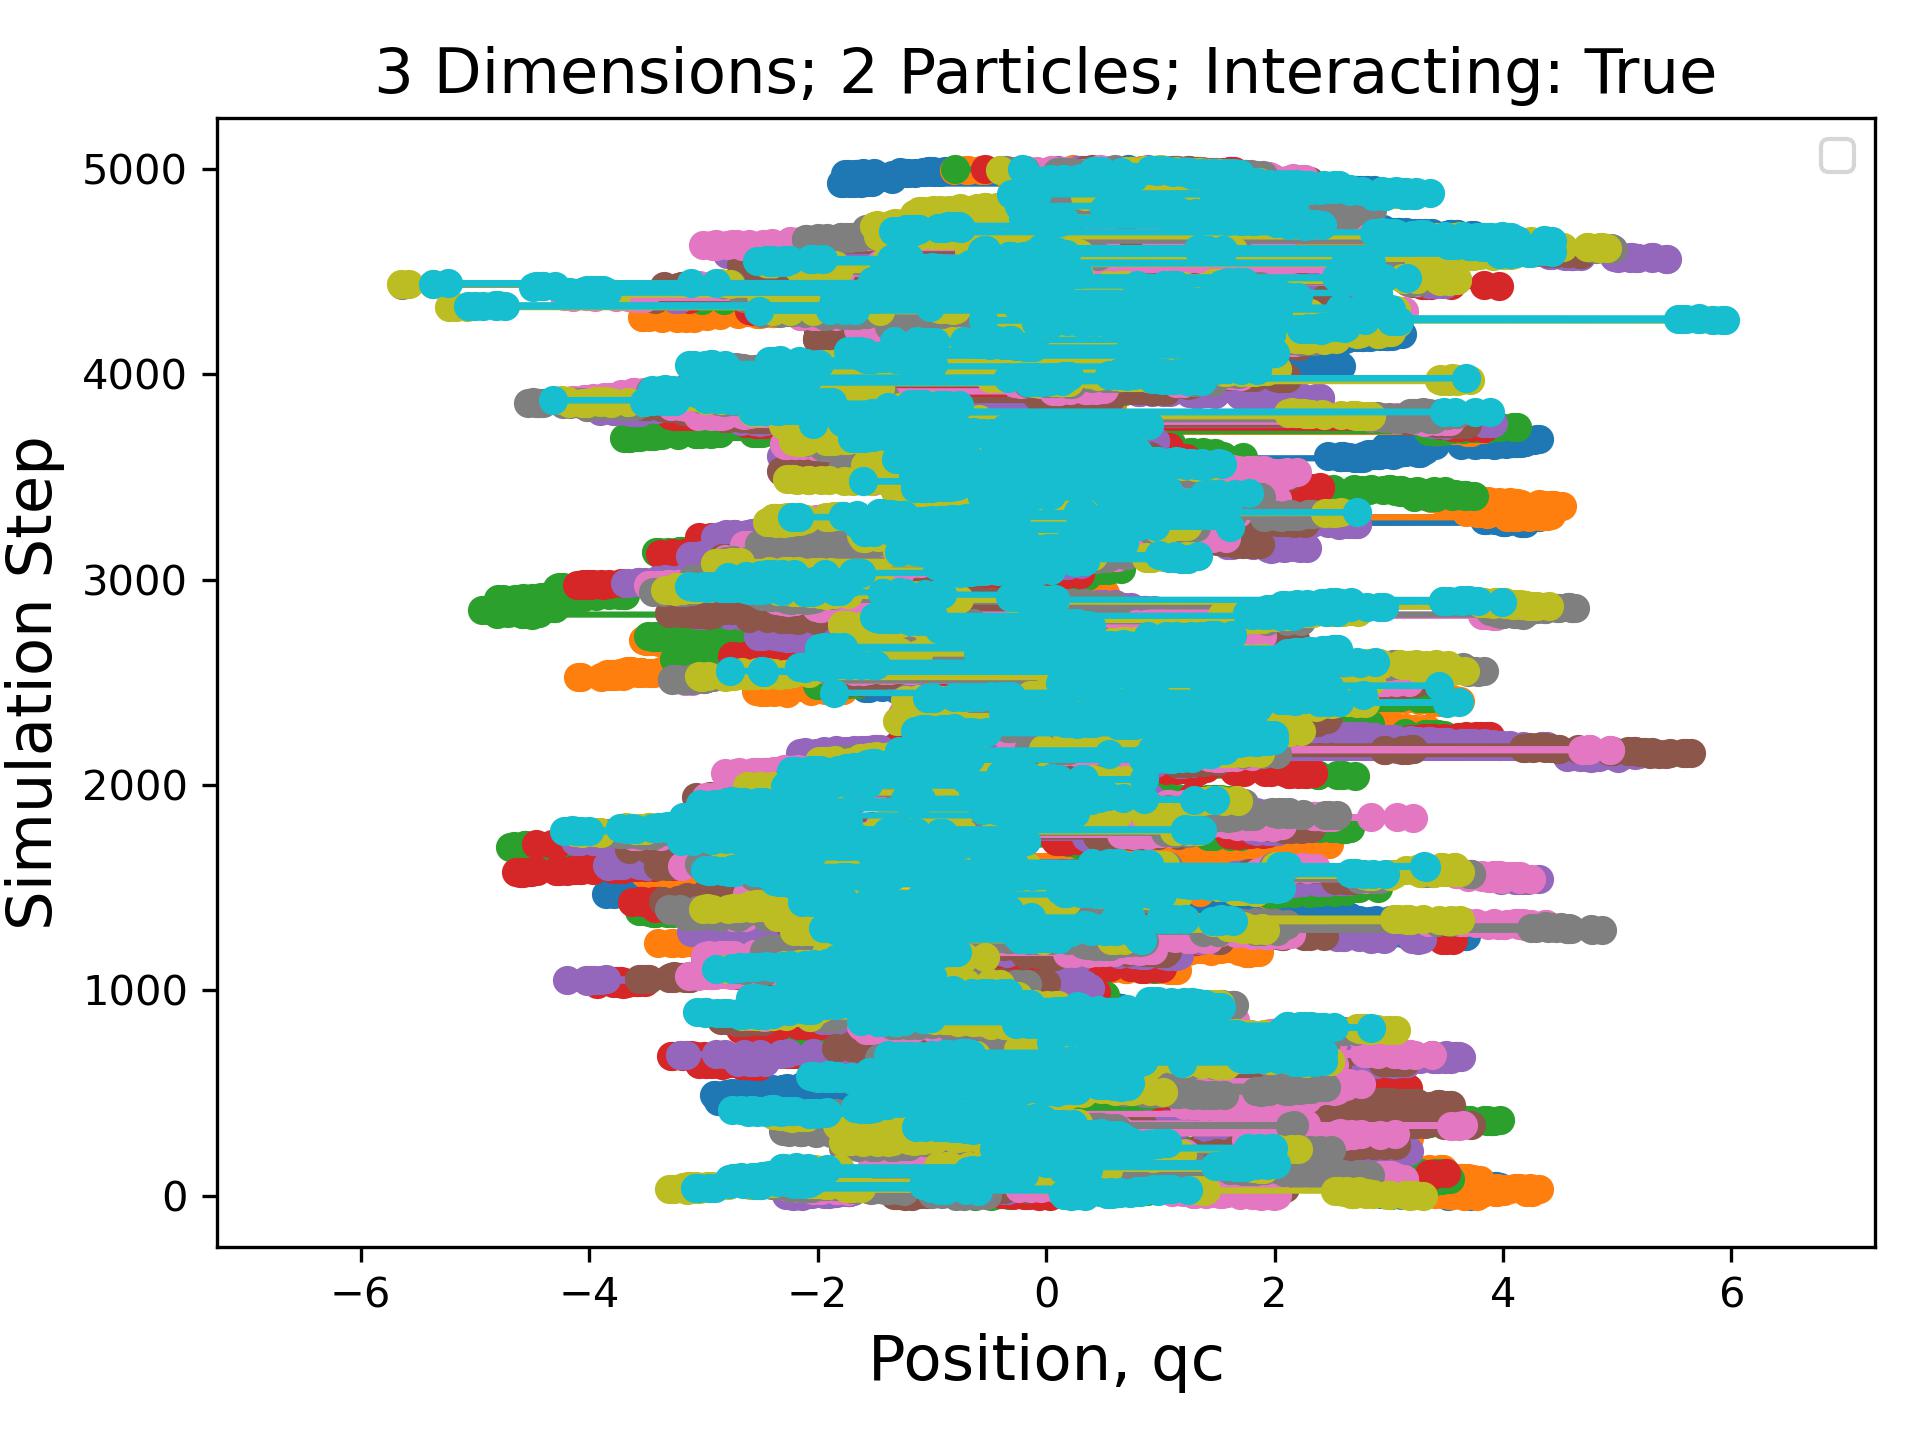 3 Dimensions; 2 Particles; Interacting: True
Simulation Step
5000
4000
3000
2000
1000
0
−6 −4 −2 0 2 4 6
Position, qc